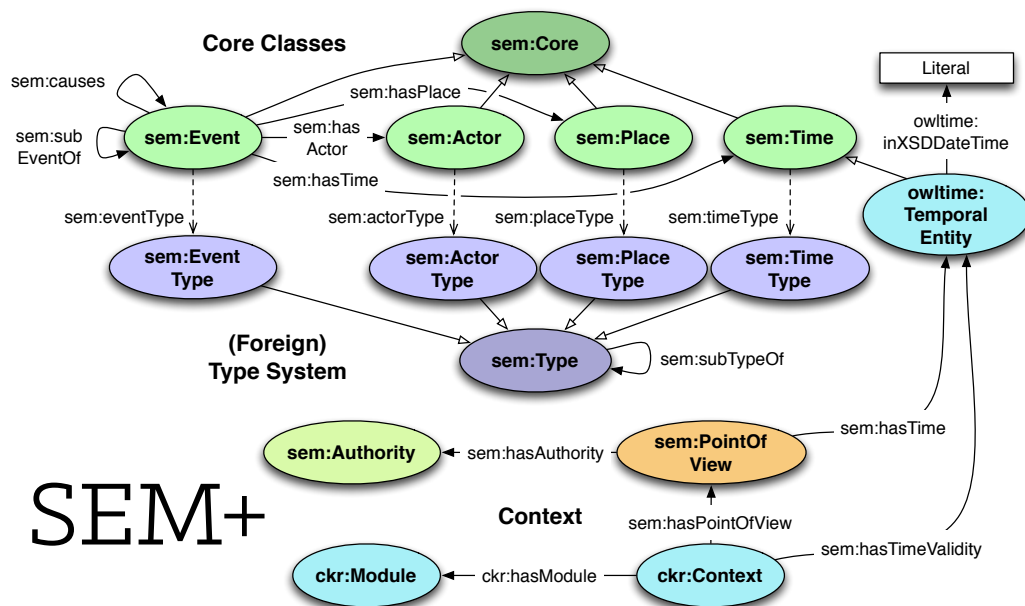 Core Classes
sem:Core
Literal
sem:causes
sem:hasPlace
owltime:
inXSDDateTime
sem:sub
EventOf
sem:Event
sem:has
Actor
sem:Actor
sem:Place
sem:Time
sem:hasTime
owltime:
Temporal
Entity
sem:eventType
sem:actorType
sem:placeType
sem:timeType
sem:Event
Type
sem:Actor
Type
sem:Place
Type
sem:Time
Type
(Foreign)
Type System
sem:Type
sem:subTypeOf
sem:Authority
sem:hasAuthority
sem:PointOf
View
sem:hasTime
SEM+
Context
sem:hasPointOfView
sem:hasTimeValidity
ckr:Module
ckr:hasModule
ckr:Context